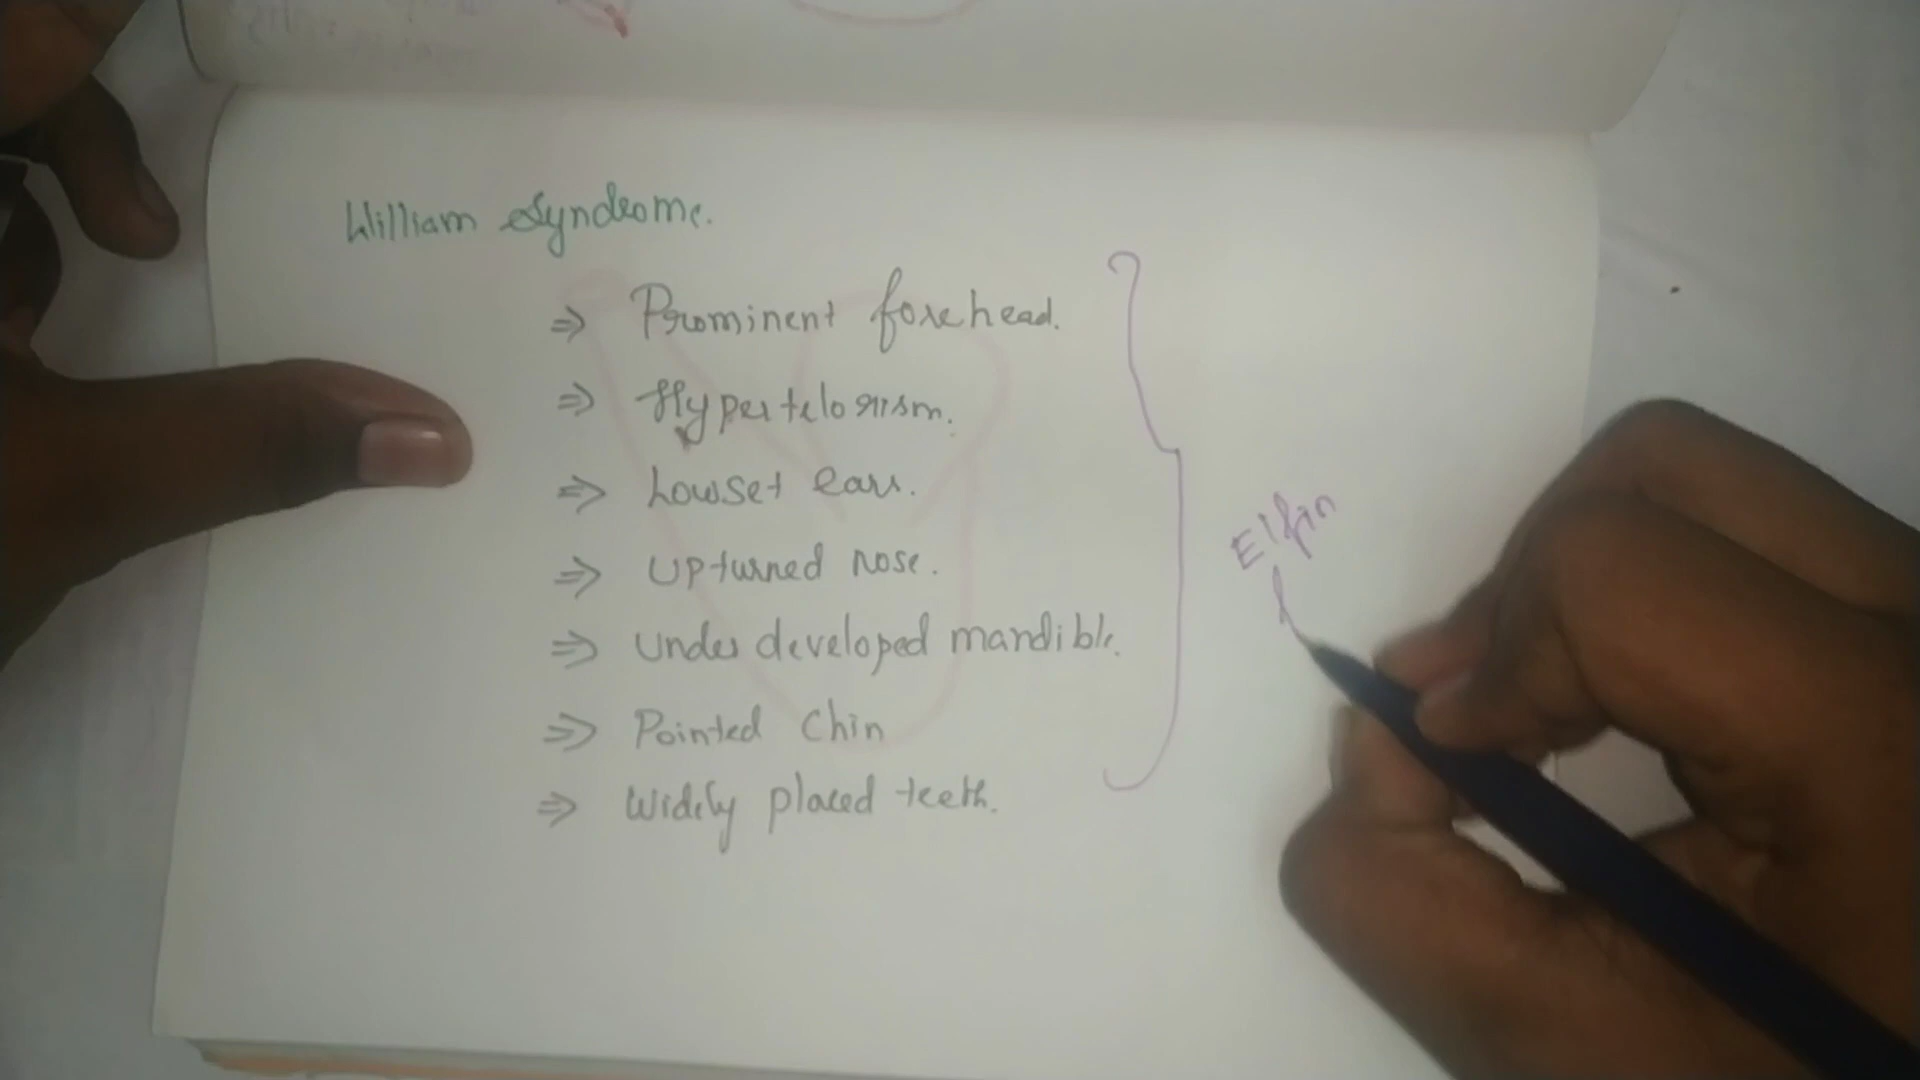 William Syndrome.
⇒ Prominent forehead.
⇒ Hypertelorism.
⇒ Lowset ears.
⇒ Upturned nose.
⇒ Under developed mandible.
⇒ Pointed Chin
⇒ Widely placed teeth.
Elfin